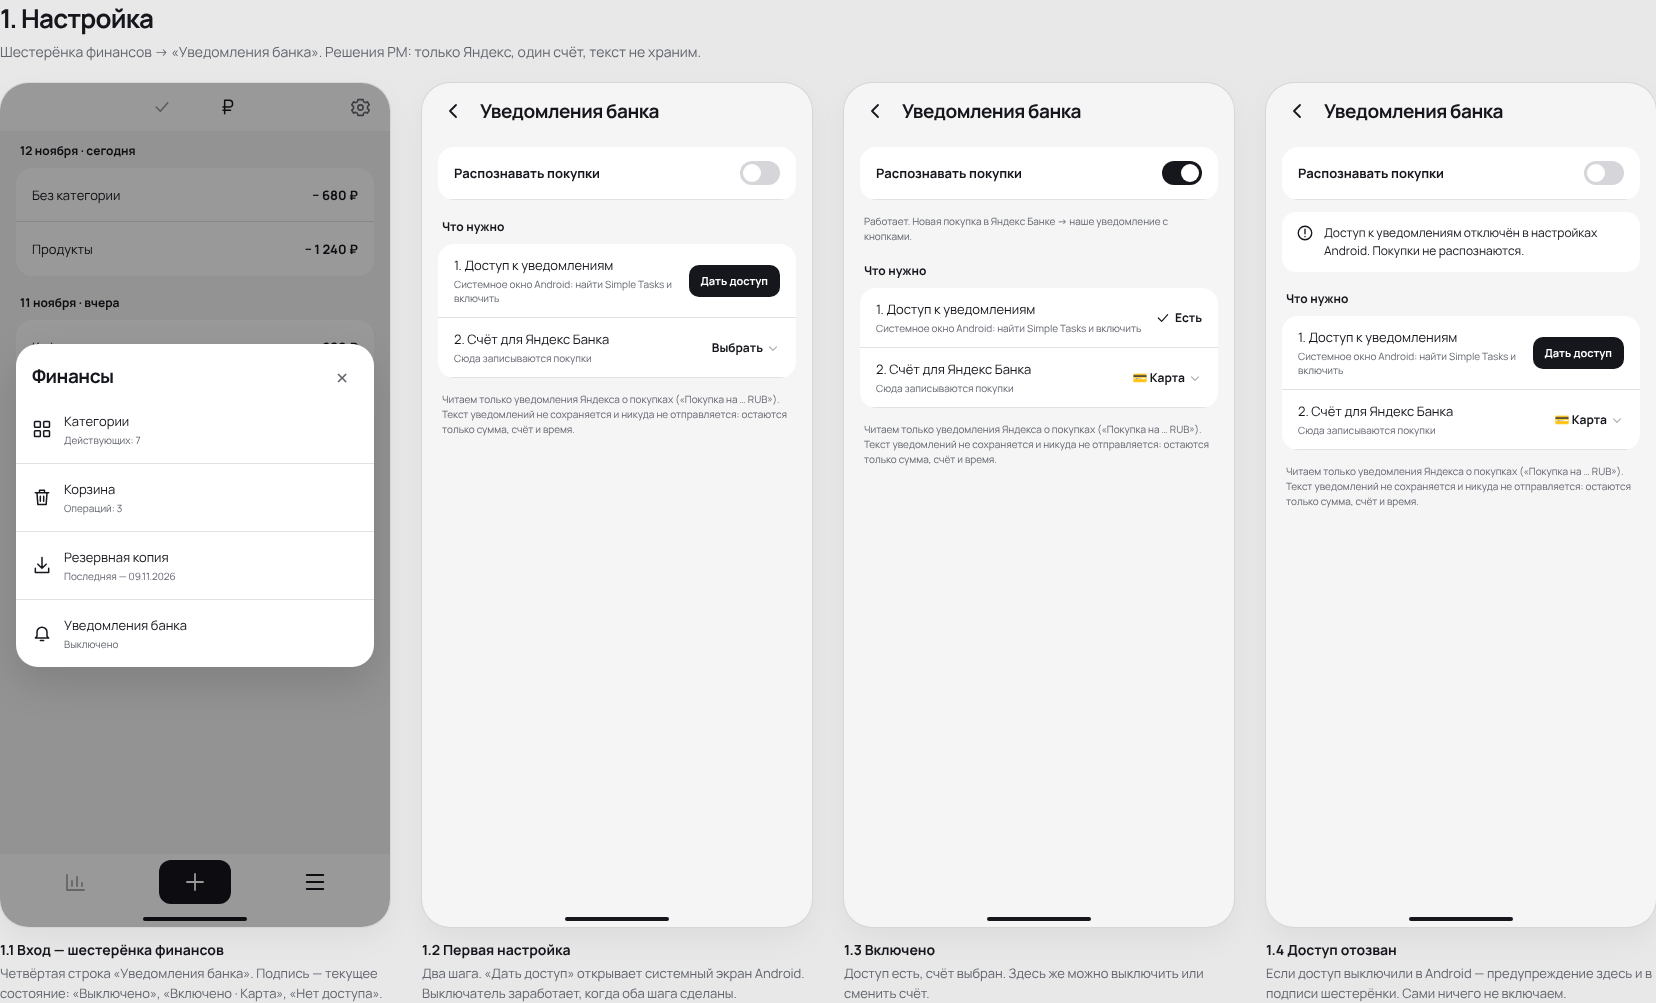 1. Настройка
Шестерёнка финансов → «Уведомления банка». Решения PM: только Яндекс, один счёт, текст не храним.
₽
12 ноября · сегодня
Без категории
− 680 ₽
Продукты
− 1 240 ₽
11 ноября · вчера
Финансы
Категории
Действующих: 7
Корзина
Операций: 3
Резервная копия
Последняя — 09.11.2026
Уведомления банка
Выключено
1.1 Вход — шестерёнка финансов
Четвёртая строка «Уведомления банка». Подпись — текущее
состояние: «Выключено», «Включено · Карта», «Нет доступа».
Уведомления банка
Распознавать покупки
Что нужно
1. Доступ к уведомлениям
Системное окно Android: найти Simple Tasks и
включить
Дать доступ
2. Счёт для Яндекс Банка
Сюда записываются покупки
Выбрать
Читаем только уведомления Яндекса о покупках («Покупка на … RUB»).
Текст уведомлений не сохраняется и никуда не отправляется: остаются
только сумма, счёт и время.
1.2 Первая настройка
Два шага. «Дать доступ» открывает системный экран Android.
Выключатель заработает, когда оба шага сделаны.
Уведомления банка
Распознавать покупки
Работает. Новая покупка в Яндекс Банке → наше уведомление с
кнопками.
Что нужно
1. Доступ к уведомлениям
Системное окно Android: найти Simple Tasks и включить
Есть
2. Счёт для Яндекс Банка
Сюда записываются покупки
Карта
Читаем только уведомления Яндекса о покупках («Покупка на … RUB»).
Текст уведомлений не сохраняется и никуда не отправляется: остаются
только сумма, счёт и время.
1.3 Включено
Доступ есть, счёт выбран. Здесь же можно выключить или
сменить счёт.
Уведомления банка
Распознавать покупки
Доступ к уведомлениям отключён в настройках
Android. Покупки не распознаются.
Что нужно
1. Доступ к уведомлениям
Системное окно Android: найти Simple Tasks и
включить
Дать доступ
2. Счёт для Яндекс Банка
Сюда записываются покупки
Карта
Читаем только уведомления Яндекса о покупках («Покупка на … RUB»).
Текст уведомлений не сохраняется и никуда не отправляется: остаются
только сумма, счёт и время.
1.4 Доступ отозван
Если доступ выключили в Android — предупреждение здесь и в
подписи шестерёнки. Сами ничего не включаем.